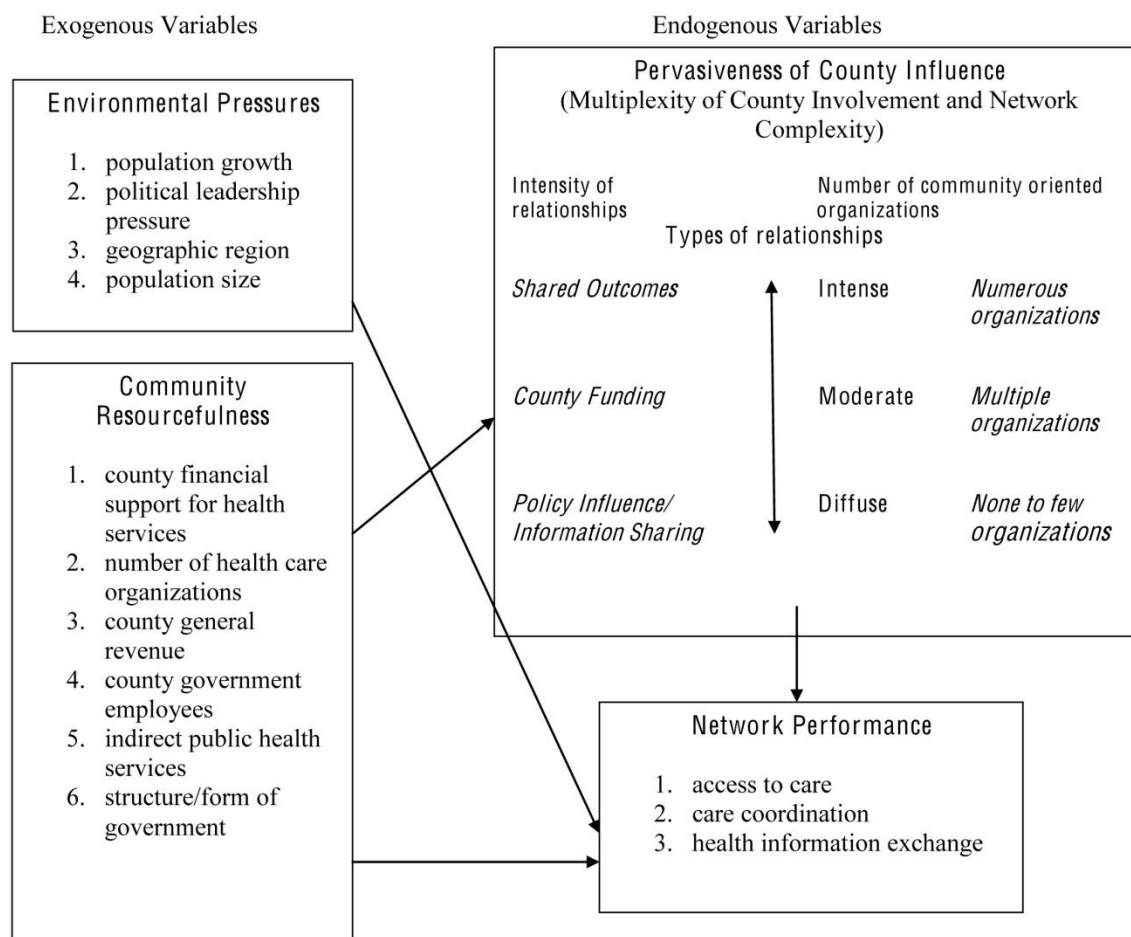 Exogenous Variables
Endogenous Variables
Environmental Pressures
1. population growth
2. political leadership
pressure
3. geographic region
4. population size
Community
Resourcefulness
1. county financial
support for health
services
2. number of health care
organizations
3. county general
revenue
4. county government
employees
5. indirect public health
services
6. structure/form of
government
Pervasiveness of County Influence
(Multiplexity of County Involvement and Network
Complexity)
Intensity of
relationships
Number of community oriented
organizations
Types of relationships
Shared Outcomes
Intense
Numerous
organizations
County Funding
Moderate
Multiple
organizations
Policy Influence/
Information Sharing
Diffuse
None to few
organizations
Network Performance
1. access to care
2. care coordination
3. health information exchange